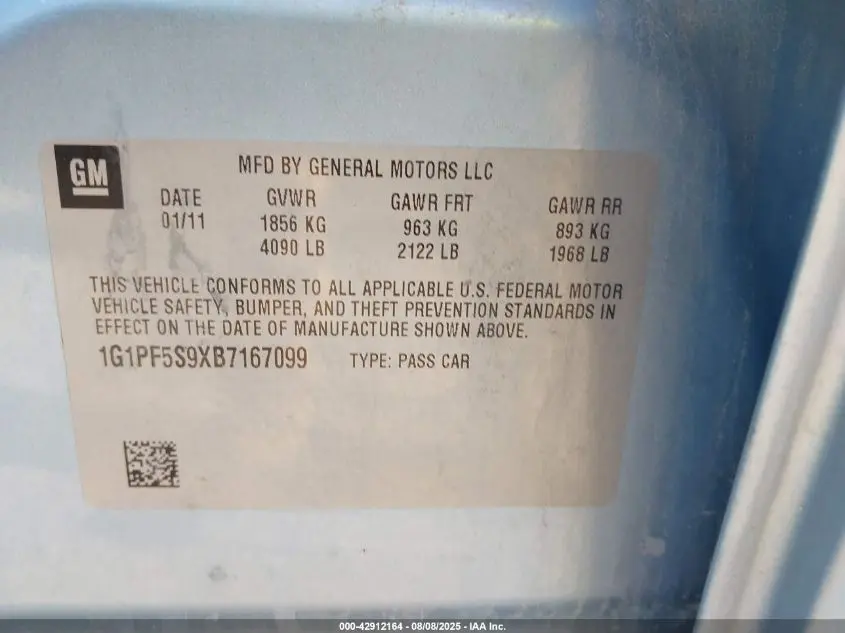 GM
MFD BY GENERAL MOTORS LLC
DATE GVWR GAWR FRT GAWR RR
01/11 1856 KG 963 KG 893 KG
4090 LB 2122 LB 1968 LB
THIS VEHICLE CONFORMS TO ALL APPLICABLE U.S. FEDERAL MOTOR
VEHICLE SAFETY, BUMPER, AND THEFT PREVENTION STANDARDS IN
EFFECT ON THE DATE OF MANUFACTURE SHOWN ABOVE.
1G1PF5S9XB7167099 TYPE: PASS CAR
000-42912164 - 08/08/2025 - IAA Inc.